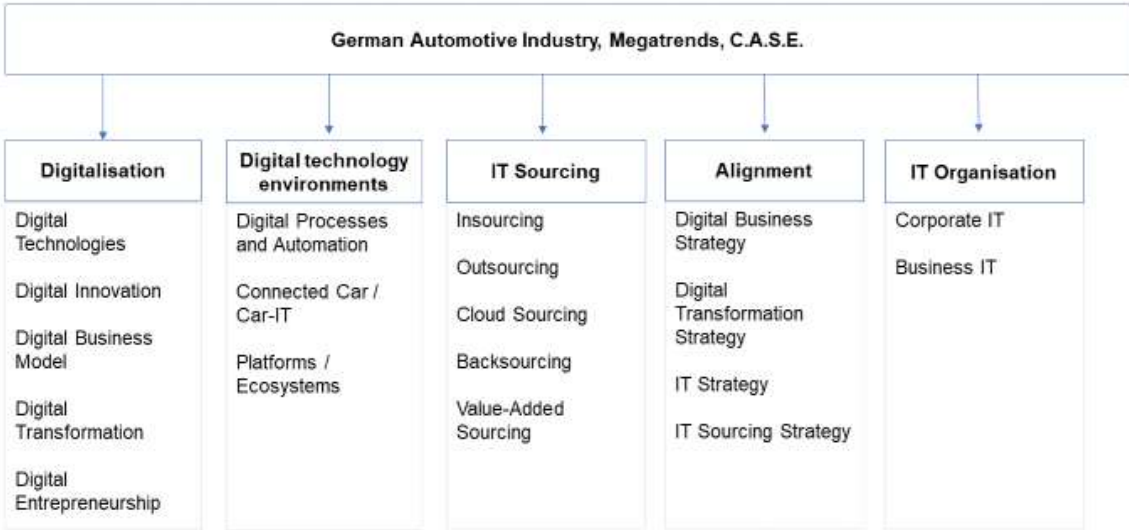 German Automotive Industry, Megatrends, C.A.S.E.
Digitalisation
Digital
Technologies
Digital Innovation
Digital Business
Model
Digital
Transformation
Digital
Entrepreneurship
Digital technology
environments
Digital Processes
and Automation
Connected Car /
Car-IT
Platforms /
Ecosystems
IT Sourcing
Insourcing
Outsourcing
Cloud Sourcing
Backsourcing
Value-Added
Sourcing
Alignment
Digital Business
Strategy
Digital
Transformation
Strategy
IT Strategy
IT Sourcing Strategy
IT Organisation
Corporate IT
Business IT